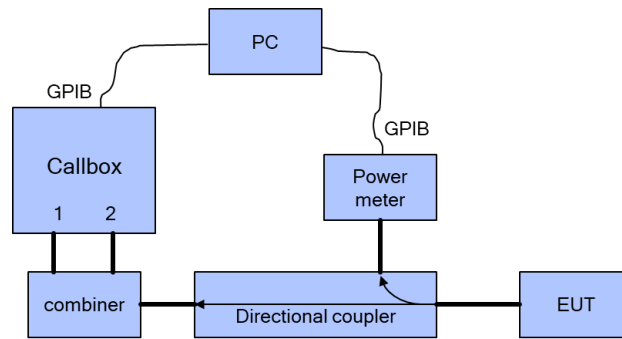 PC
GPIB
GPIB
Callbox
1 2
Power
meter
combiner
Directional coupler
EUT